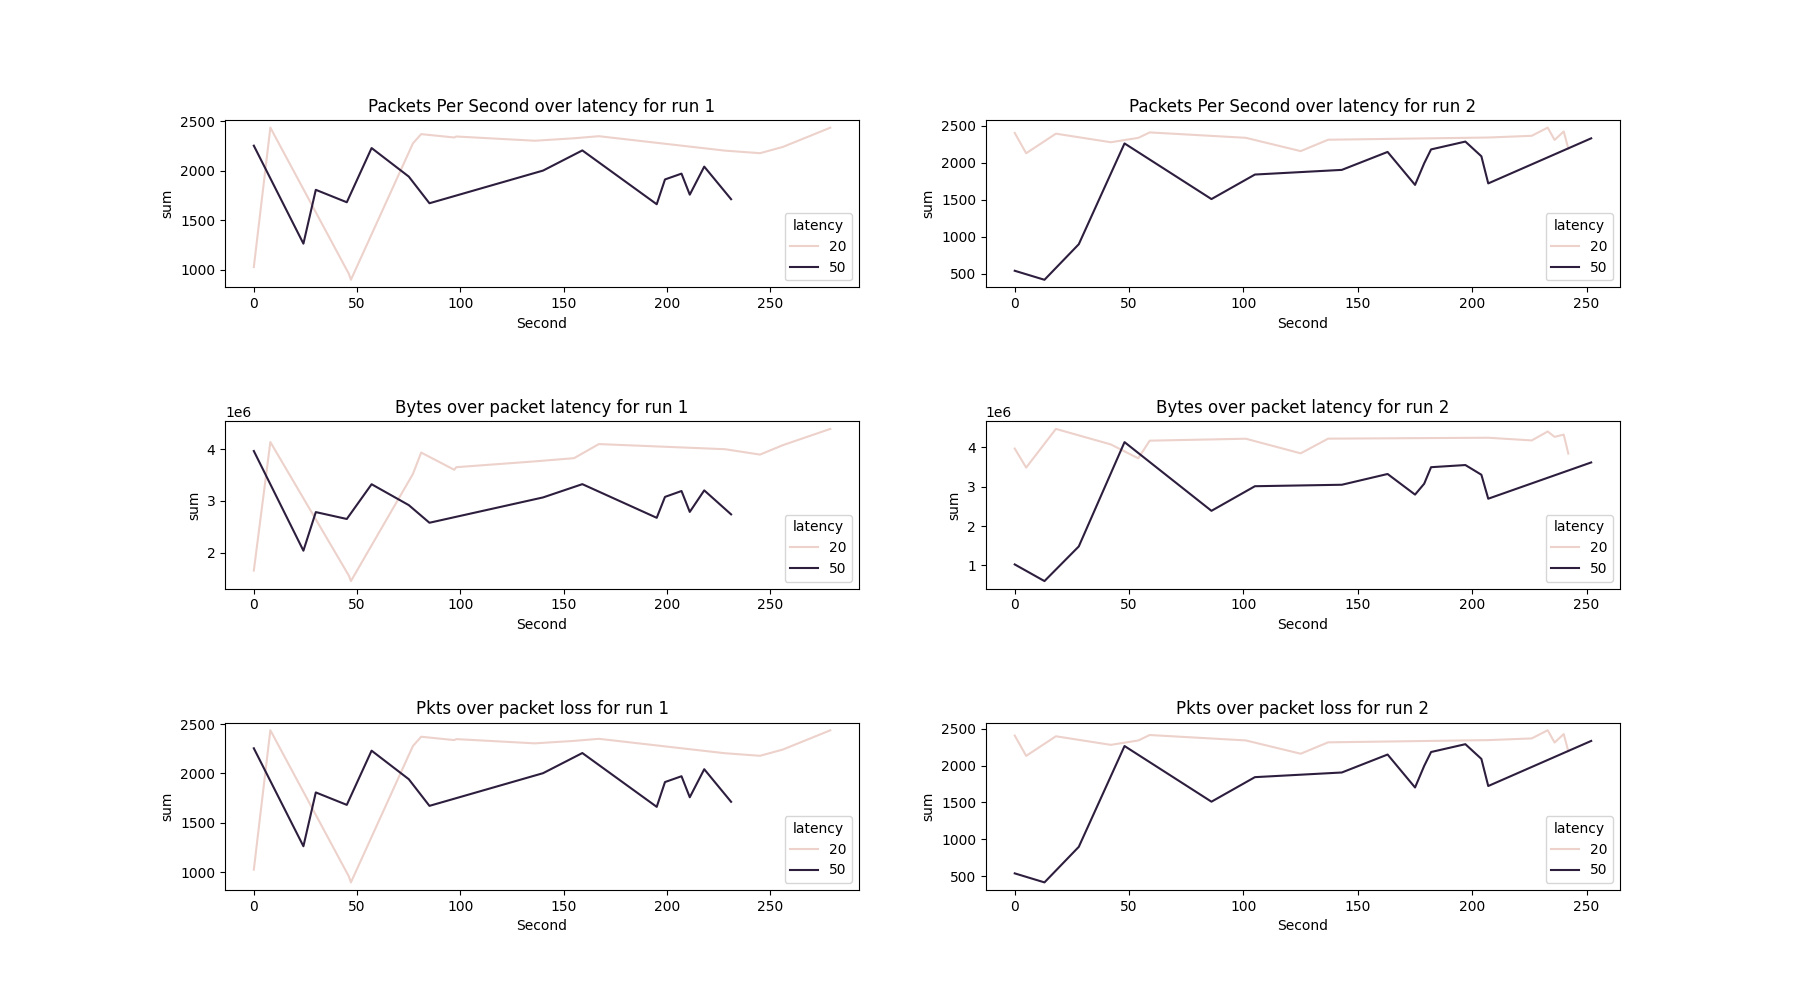 Packets Per Second over latency for run 1
2500
2000
1500
1000
sum
0 50 100 150 200 250
Second
latency
20
50
Packets Per Second over latency for run 2
2500
2000
1500
1000
500
sum
0 50 100 150 200 250
Second
latency
20
50
Bytes over packet latency for run 1
1e6
4
3
2
sum
0 50 100 150 200 250
Second
latency
20
50
Bytes over packet latency for run 2
1e6
4
3
2
1
sum
0 50 100 150 200 250
Second
latency
20
50
Pkts over packet loss for run 1
2500
2000
1500
1000
sum
0 50 100 150 200 250
Second
latency
20
50
Pkts over packet loss for run 2
2500
2000
1500
1000
500
sum
0 50 100 150 200 250
Second
latency
20
50